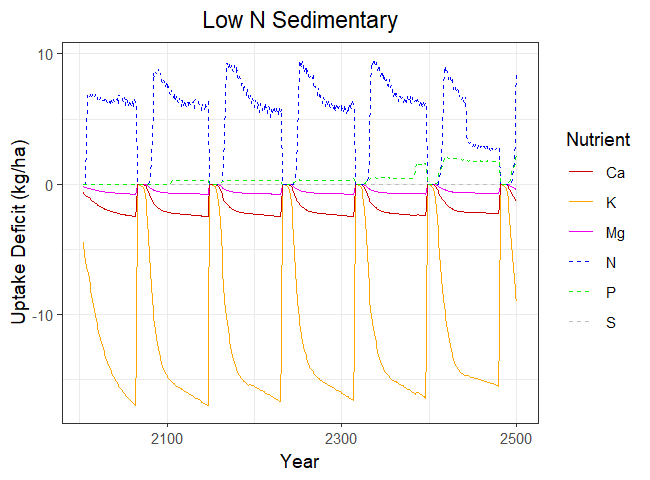 Low N Sedimentary
10
0
-10
Uptake Deficit (kg/ha)
2100
2300
2500
Year
Nutrient
Ca
K
Mg
N
P
S